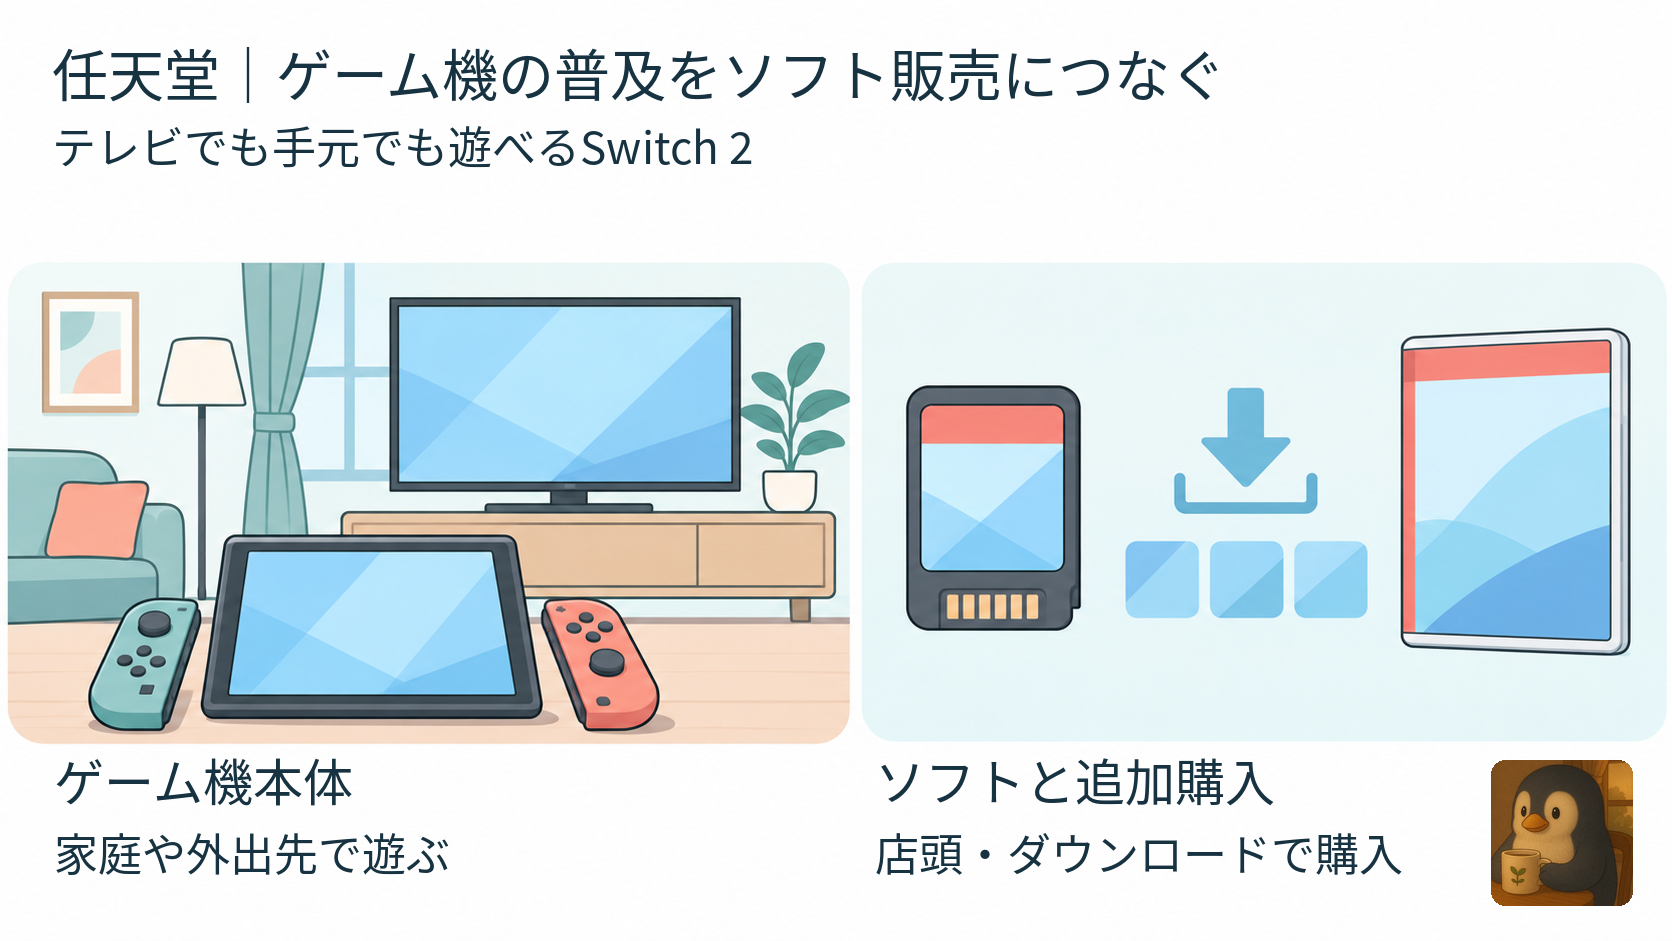 任天堂｜ゲーム機の普及をソフト販売につなぐ
テレビでも手元でも遊べるSwitch 2
ゲーム機本体
家庭や外出先で遊ぶ
ソフトと追加購入
店頭・ダウンロードで購入